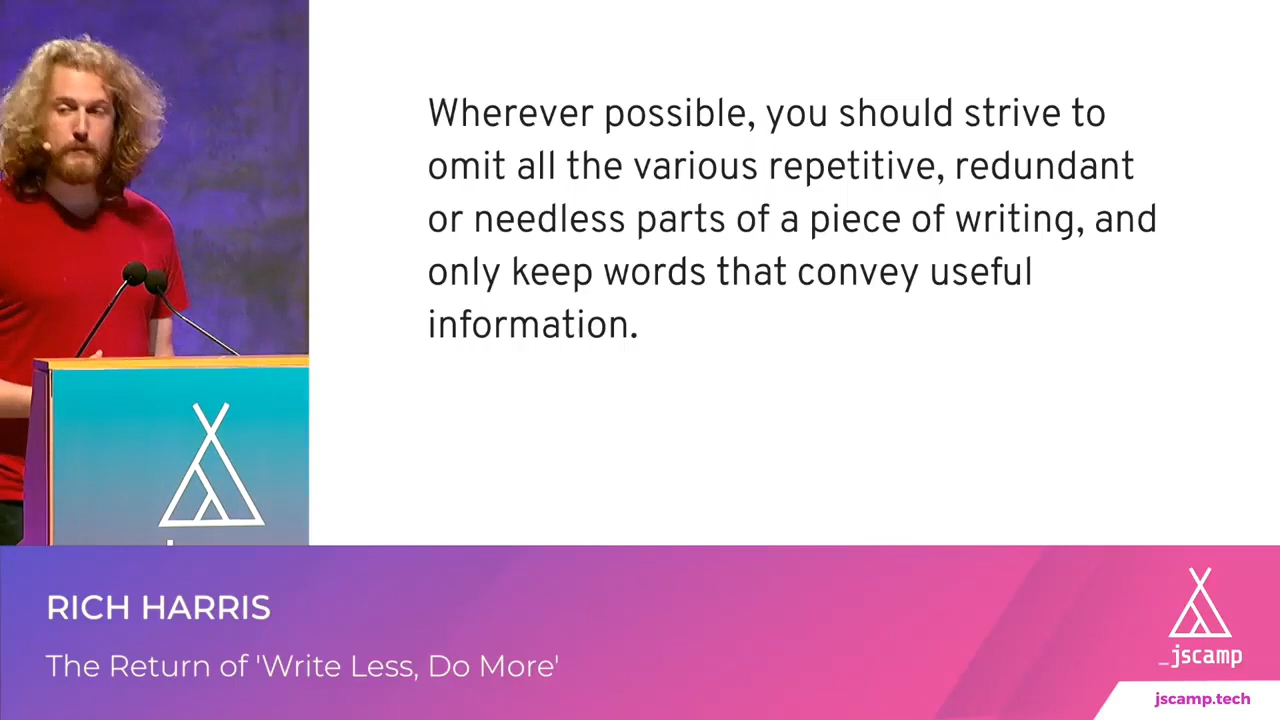 Wherever possible, you should strive to
omit all the various repetitive, redundant
or needless parts of a piece of writing, and
only keep words that convey useful
information.
RICH HARRIS
The Return of 'Write Less, Do More'
_jscamp
jscamp.tech